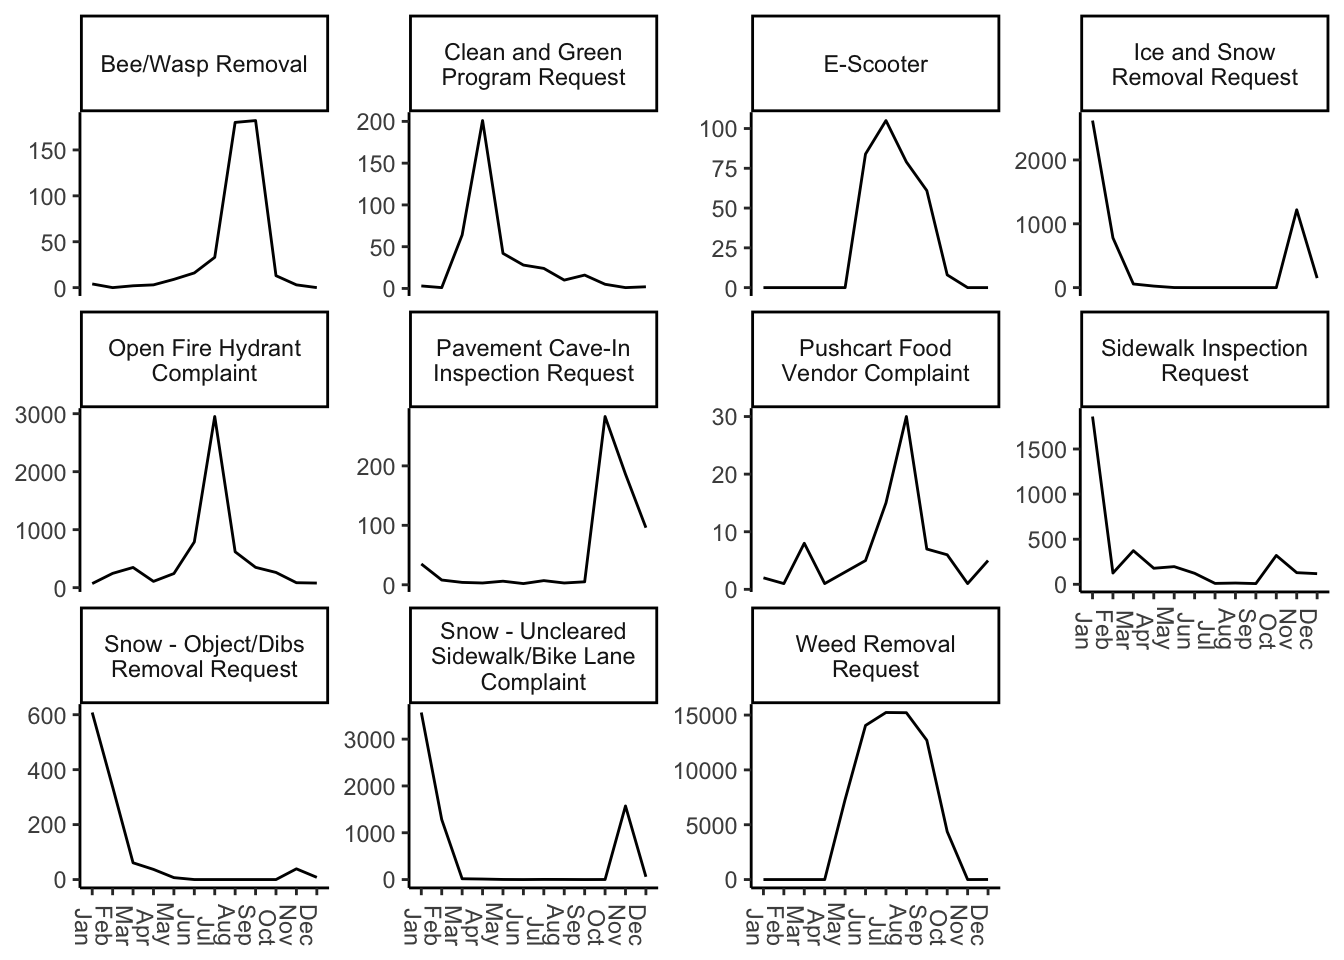 Bee/Wasp Removal
Clean and Green
Program Request
E-Scooter
Ice and Snow
Removal Request
150
100
50
0
200
150
100
50
0
100
75
50
25
0
2000
1000
0
Open Fire Hydrant
Complaint
Pavement Cave-In
Inspection Request
Pushcart Food
Vendor Complaint
Sidewalk Inspection
Request
3000
2000
1000
0
200
100
0
30
20
10
0
1500
1000
500
0
Jan
Feb
Mar
Apr
May
Jun
Jul
Aug
Sep
Oct
Nov
Dec
Snow - Object/Dibs
Removal Request
Snow - Uncleared
Sidewalk/Bike Lane
Complaint
Weed Removal
Request
600
400
200
0
3000
2000
1000
0
15000
10000
5000
0
Jan
Feb
Mar
Apr
May
Jun
Jul
Aug
Sep
Oct
Nov
Dec
Jan
Feb
Mar
Apr
May
Jun
Jul
Aug
Sep
Oct
Nov
Dec
Jan
Feb
Mar
Apr
May
Jun
Jul
Aug
Sep
Oct
Nov
Dec